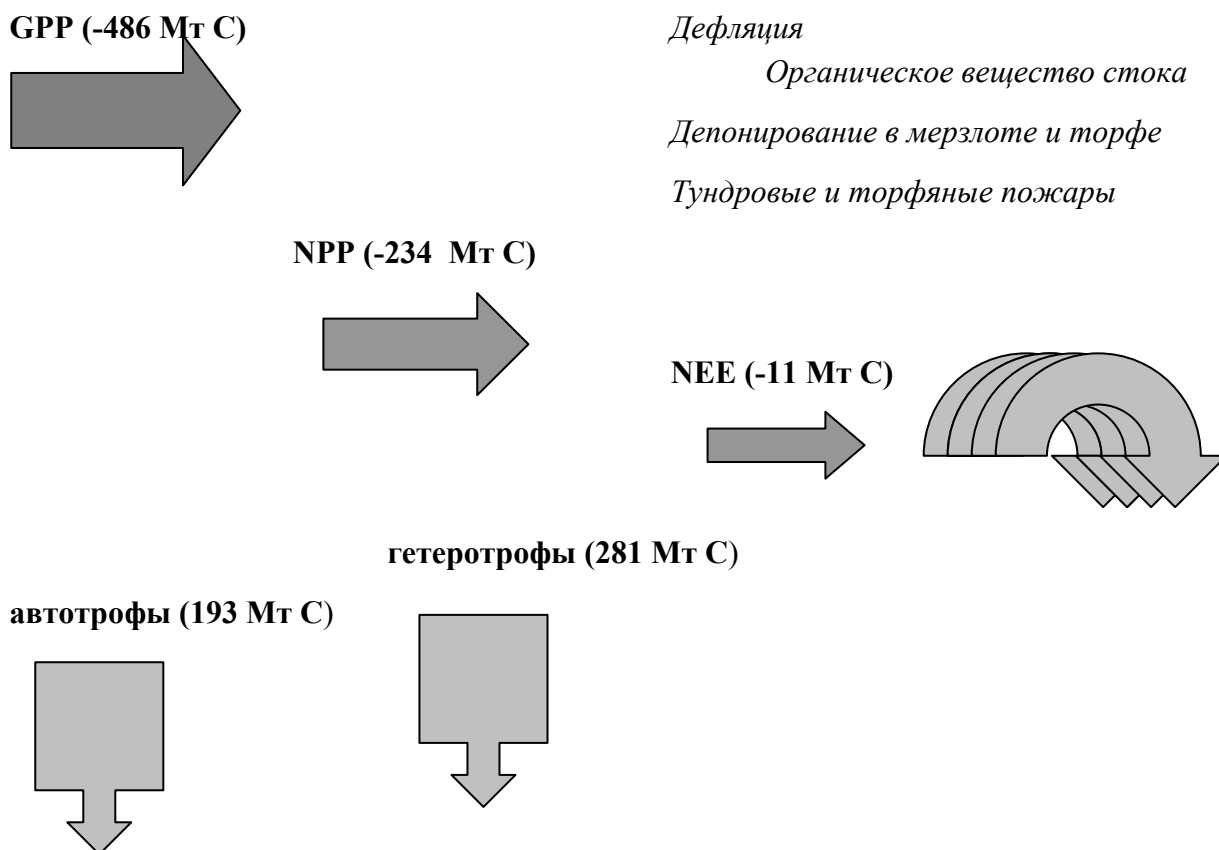 GPP (-486 Мт С)
Дефляция
Органическое вещество стока
Депонирование в мерзлоте и торфе
Тундровые и торфяные пожары
NPP (-234 Мт С)
NEE (-11 Мт С)
гетеротрофы (281 Мт С)
автотрофы (193 Мт С)